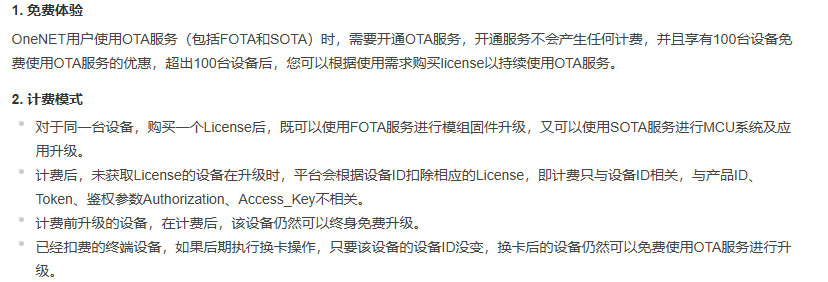 1. 免费体验
OneNET用户使用OTA服务（包括FOTA和SOTA）时，需要开通OTA服务，开通服务不会产生任何计费，并且享有100台设备免
费使用OTA服务的优惠，超出100台设备后，您可以根据使用需求购买license以持续使用OTA服务。
2. 计费模式
对于同一台设备，购买一个License后，既可以使用FOTA服务进行模组固件升级，又可以使用SOTA服务进行MCU系统及应
用升级。
计费后，未获取License的设备在升级时，平台会根据设备ID扣除相应的License，即计费只与设备ID相关，与产品ID、
Token、鉴权参数Authorization、Access_Key不相关。
计费前升级的设备，在计费后，该设备仍然可以终身免费升级。
已经扣费的终端设备，如果后期执行换卡操作，只要该设备的设备ID没变，换卡后的设备仍然可以免费使用OTA服务进行升
级。